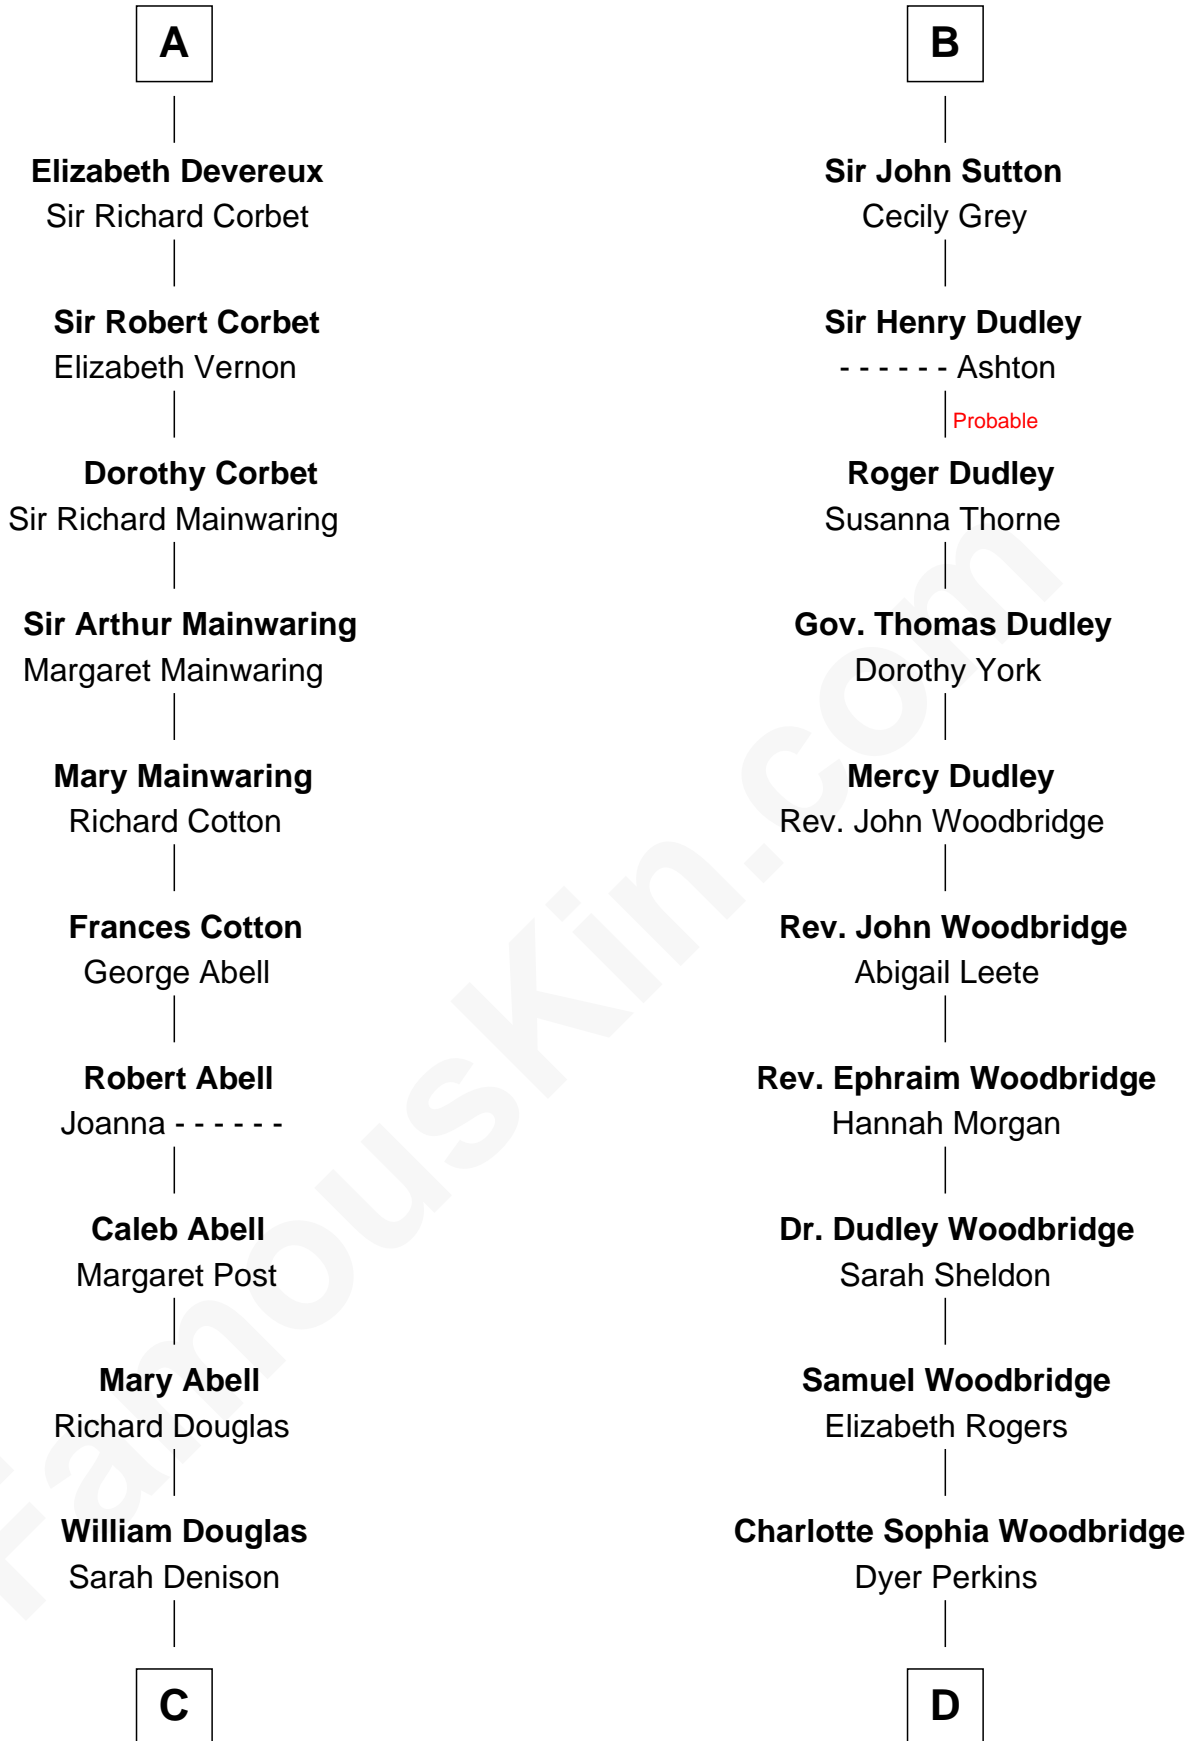 A
Elizabeth Devereux
Sir Richard Corbet
Sir Robert Corbet
Elizabeth Vernon
Dorothy Corbet
Sir Richard Mainwaring
Sir Arthur Mainwaring
Margaret Mainwaring
Mary Mainwaring
Richard Cotton
Frances Cotton
George Abell
Robert Abell
Joanna - - - - - -
Caleb Abell
Margaret Post
Mary Abell
Richard Douglas
William Douglas
Sarah Denison
C
B
Sir John Sutton
Cecily Grey
Sir Henry Dudley
- - - - - - Ashton
Probable
Roger Dudley
Susanna Thorne
Gov. Thomas Dudley
Dorothy York
Mercy Dudley
Rev. John Woodbridge
Rev. John Woodbridge
Abigail Leete
Rev. Ephraim Woodbridge
Hannah Morgan
Dr. Dudley Woodbridge
Sarah Sheldon
Samuel Woodbridge
Elizabeth Rogers
Charlotte Sophia Woodbridge
Dyer Perkins
D
FamousKin.com